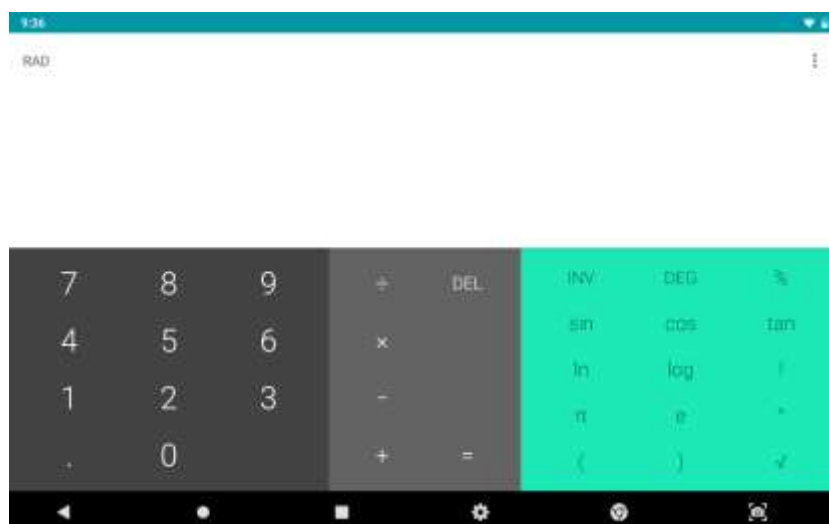 9:36
RAD
7 8 9 ÷ DEL INV DEG %
4 5 6 × sin cos tan
1 2 3 − ln log !
. 0 + = π e ^
( ) √